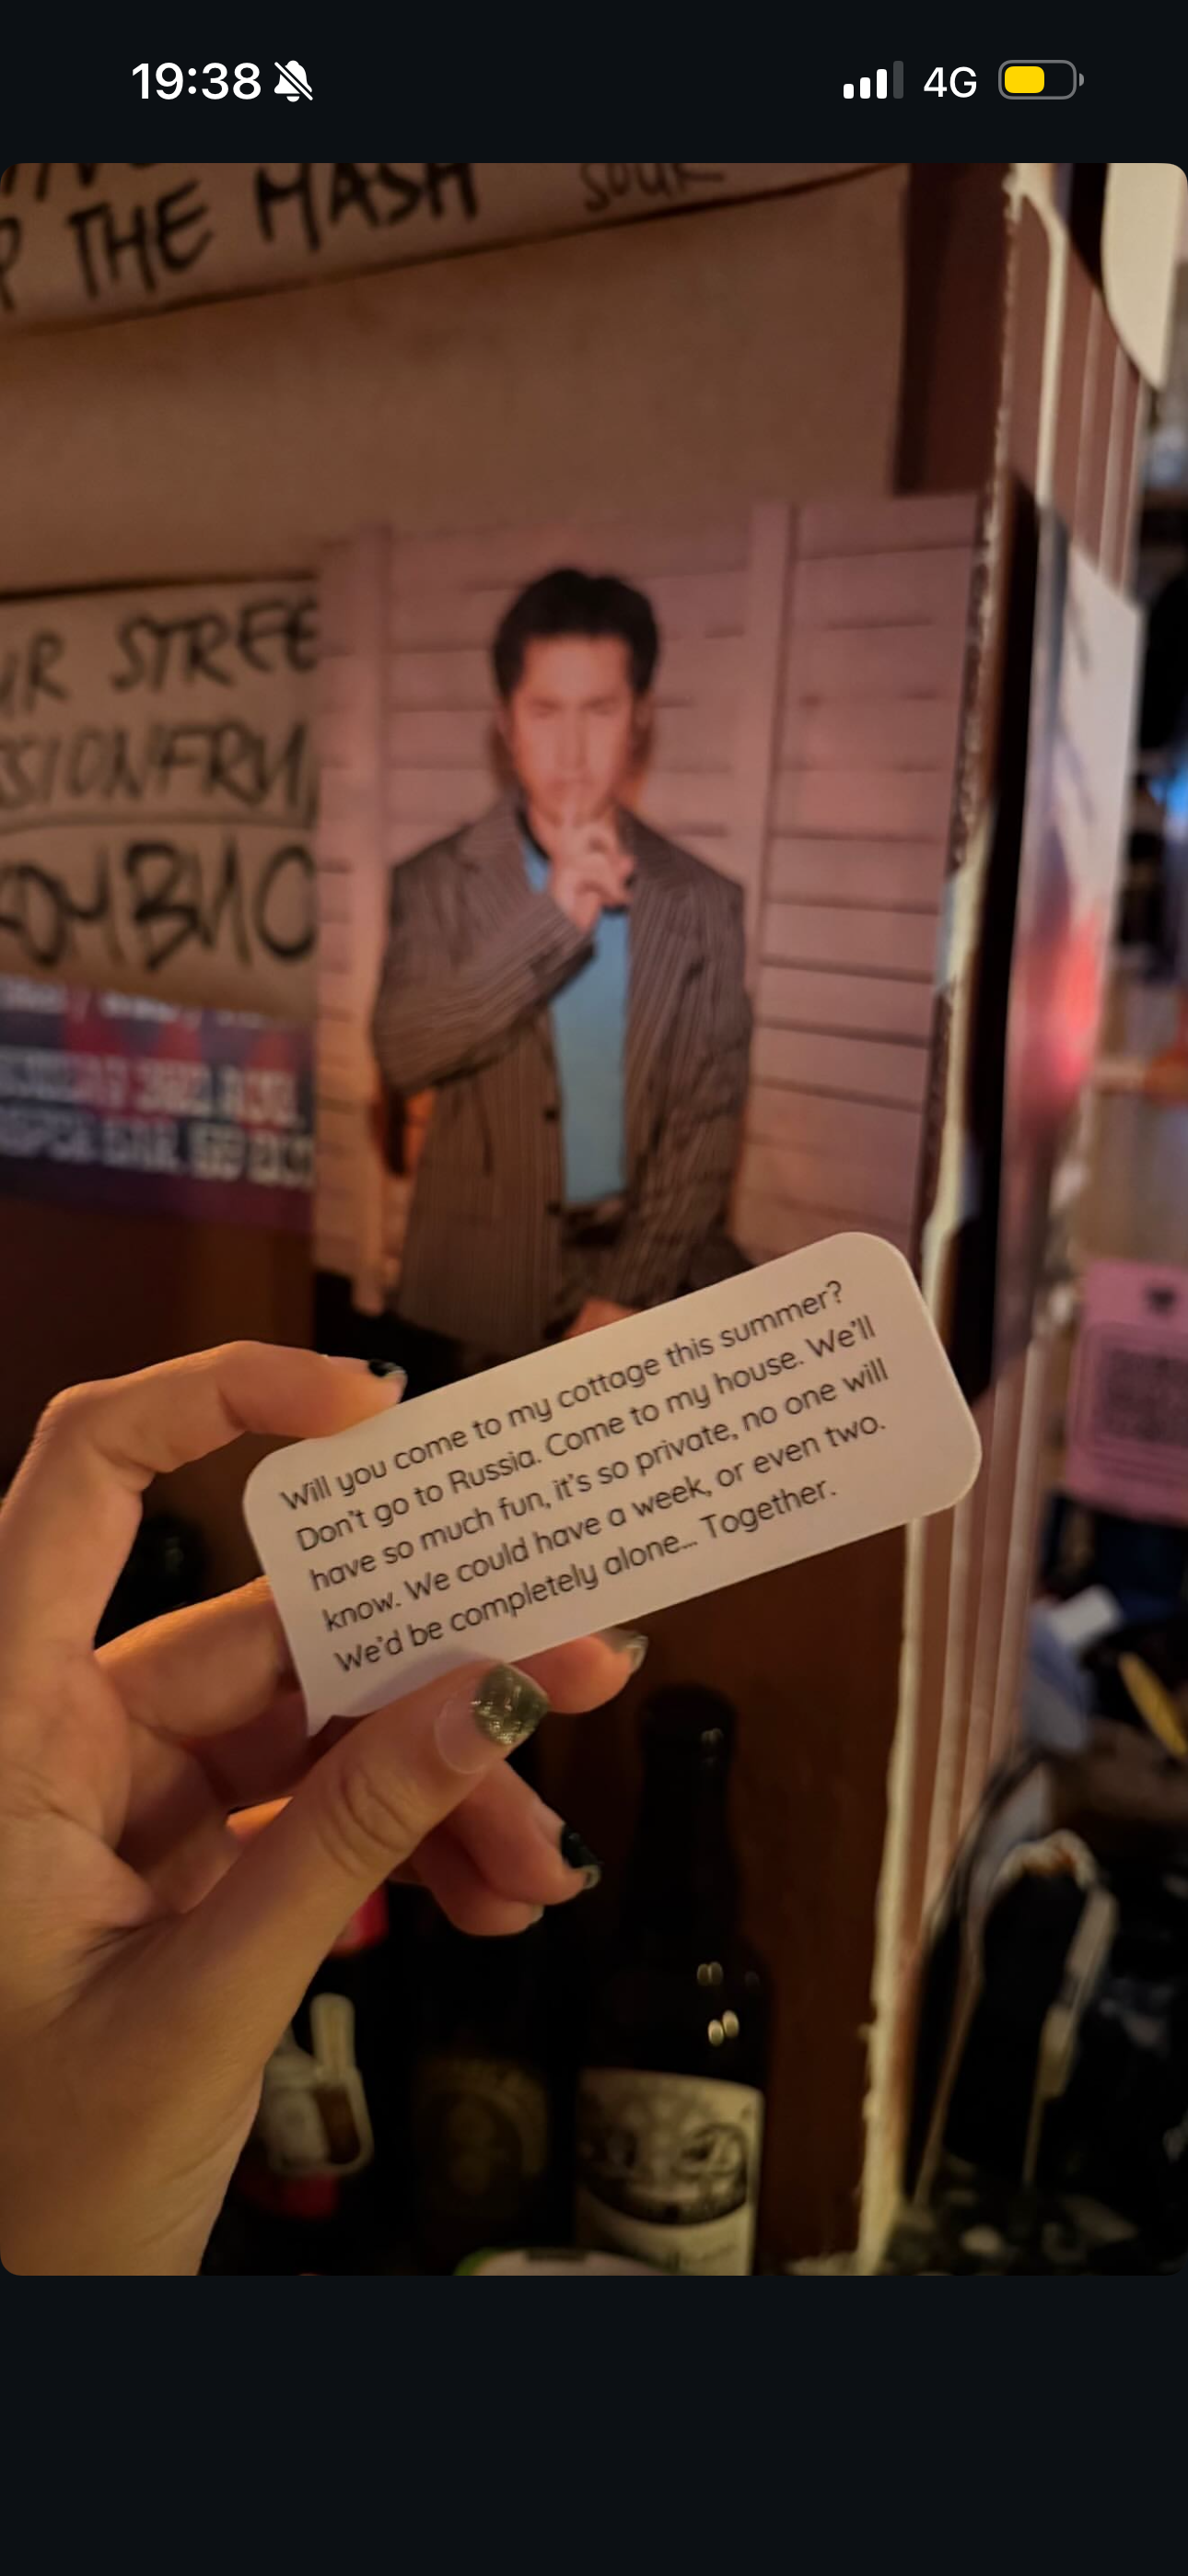 19:38
4G
THE MASH
SOUR
STREE
Will you come to my cottage this summer?
Don't go to Russia. Come to my house. We'll
have so much fun, it's so private, no one will
know. We could have a week, or even two.
We'd be completely alone... Together.